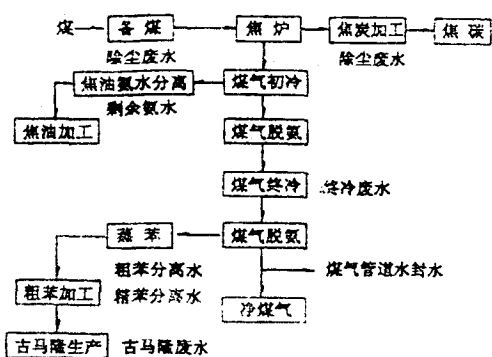 煤 备 煤 焦 炉 焦炭加工 焦 碳
除尘废水 除尘废水
焦油氨水分离 煤气初冷
剩余氨水
焦油加工 煤气脱氨
煤气终冷 终冷废水
蒸 苯 煤气脱氨
粗苯分离水 煤气管道水封水
粗苯加工 精苯分离水
净煤气
古马隆生产 古马隆废水